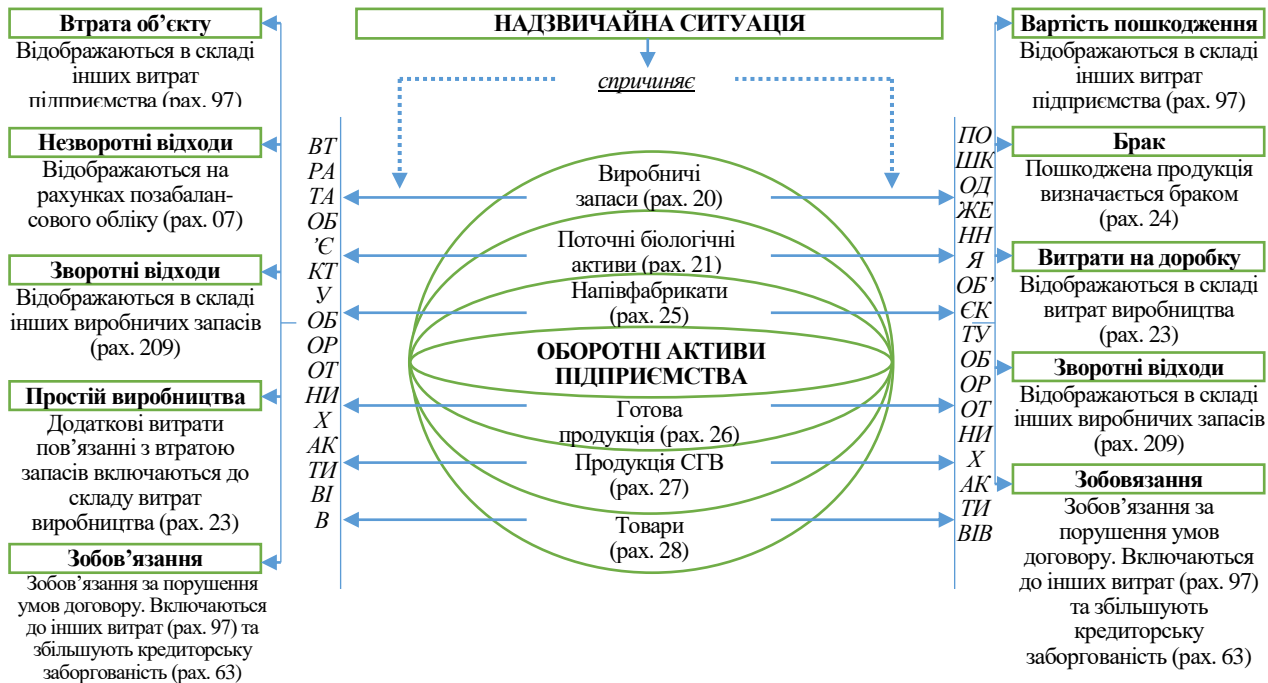 НАДЗВИЧАЙНА СИТУАЦІЯ
спричиняє
Втрата об’єкту
Відображаються в складі
інших витрат
підприємства (рах. 97)
Незворотні відходи
Відображаються на
рахунках позабалан-
сового обліку (рах. 07)
Зворотні відходи
Відображаються в складі
інших виробничих запасів
(рах. 209)
Простій виробництва
Додаткові витрати
пов’язанні з втратою
запасів включаються до
складу витрат
виробництва (рах. 23)
Зобов’язання
Зобов’язання за порушення
умов договору. Включаються
до інших витрат (рах. 97) та
збільшують кредиторську
заборгованість (рах. 63)
ВТ
РА
ТА
ОБ
’Є
КТ
У
ОБ
ОР
ОТ
НИ
Х
АК
ТИ
ВІ
В
Виробничі
запаси (рах. 20)
Поточні біологічні
активи (рах. 21)
Напівфабрикати
(рах. 25)
ОБОРОТНІ АКТИВИ
ПІДПРИЄМСТВА
Готова
продукція (рах. 26)
Продукція СГВ
(рах. 27)
Товари
(рах. 28)
ПО
ШК
ОД
ЖЕ
НН
Я
ОБ’
ЄК
ТУ
ОБ
ОР
ОТ
НИ
Х
АК
ТИ
ВІВ
Вартість пошкодження
Відображаються в складі
інших витрат
підприємства (рах. 97)
Брак
Пошкоджена продукція
визначається браком
(рах. 24)
Витрати на доробку
Відображаються в складі
витрат виробництва
(рах. 23)
Зворотні відходи
Відображаються в складі
інших виробничих запасів
(рах. 209)
Зобовязання
Зобов’язання за
порушення умов
договору. Включаються
до інших витрат (рах. 97)
та збільшують
кредиторську
заборгованість (рах. 63)